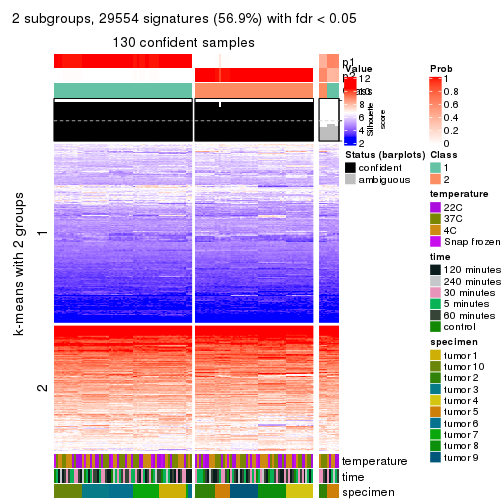 2 subgroups, 29554 signatures (56.9%) with fdr < 0.05
130 confident samples
p1
p2
Class
Silhouette
score
k-means with 2 groups
1
2
temperature
time
specimen
Value
12
10
8
6
4
2
Status (barplots)
confident
ambiguous
Prob
1
0.8
0.6
0.4
0.2
0
Class
1
2
temperature
22C
37C
4C
Snap frozen
time
120 minutes
240 minutes
30 minutes
5 minutes
60 minutes
control
specimen
tumor 1
tumor 10
tumor 2
tumor 3
tumor 4
tumor 5
tumor 6
tumor 7
tumor 8
tumor 9